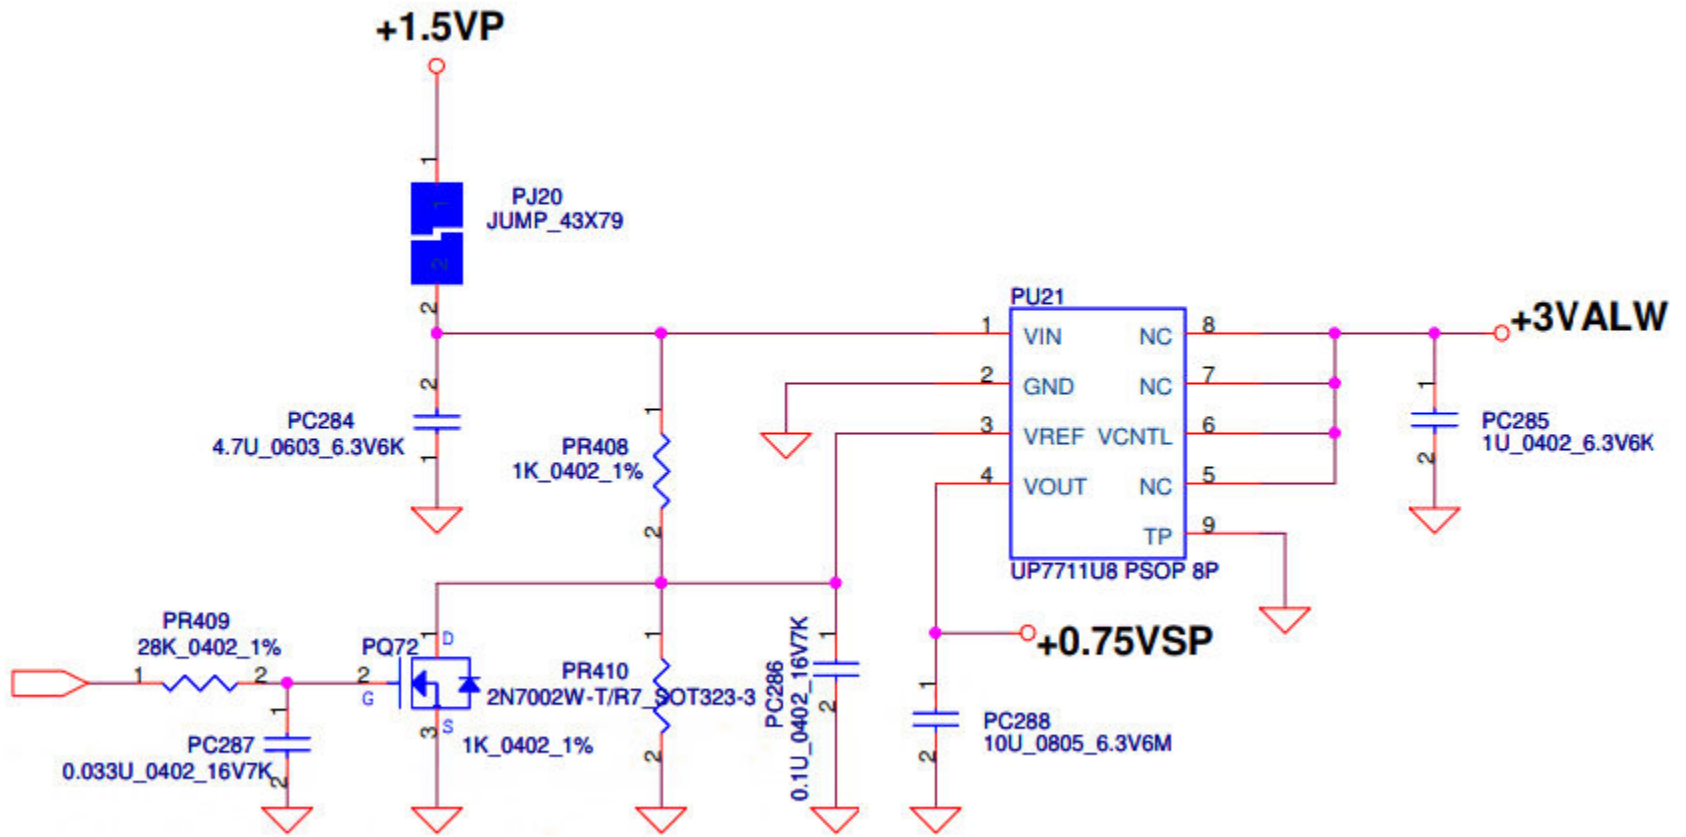 +1.5VP
1
PJ20
JUMP_43X79
1
2
2
PU21
+3VALW
1
VIN
NC
8
2
GND
NC
7
3
VREF
VCNTL
6
4
VOUT
NC
5
TP
9
UP7711U8 PSOP 8P
2
PC284
4.7U_0603_6.3V6K
1
1
PR408
1K_0402_1%
2
1
PC285
1U_0402_6.3V6K
2
+0.75VSP
PR409
28K_0402_1%
1
2
PQ72
2
G
1
D
3
S
2N7002W-T/R7_SOT323-3
1
PR410
1K_0402_1%
2
1
PC287
0.033U_0402_16V7K
2
1
PC286
0.1U_0402_16V7K
2
1
PC288
10U_0805_6.3V6M
2